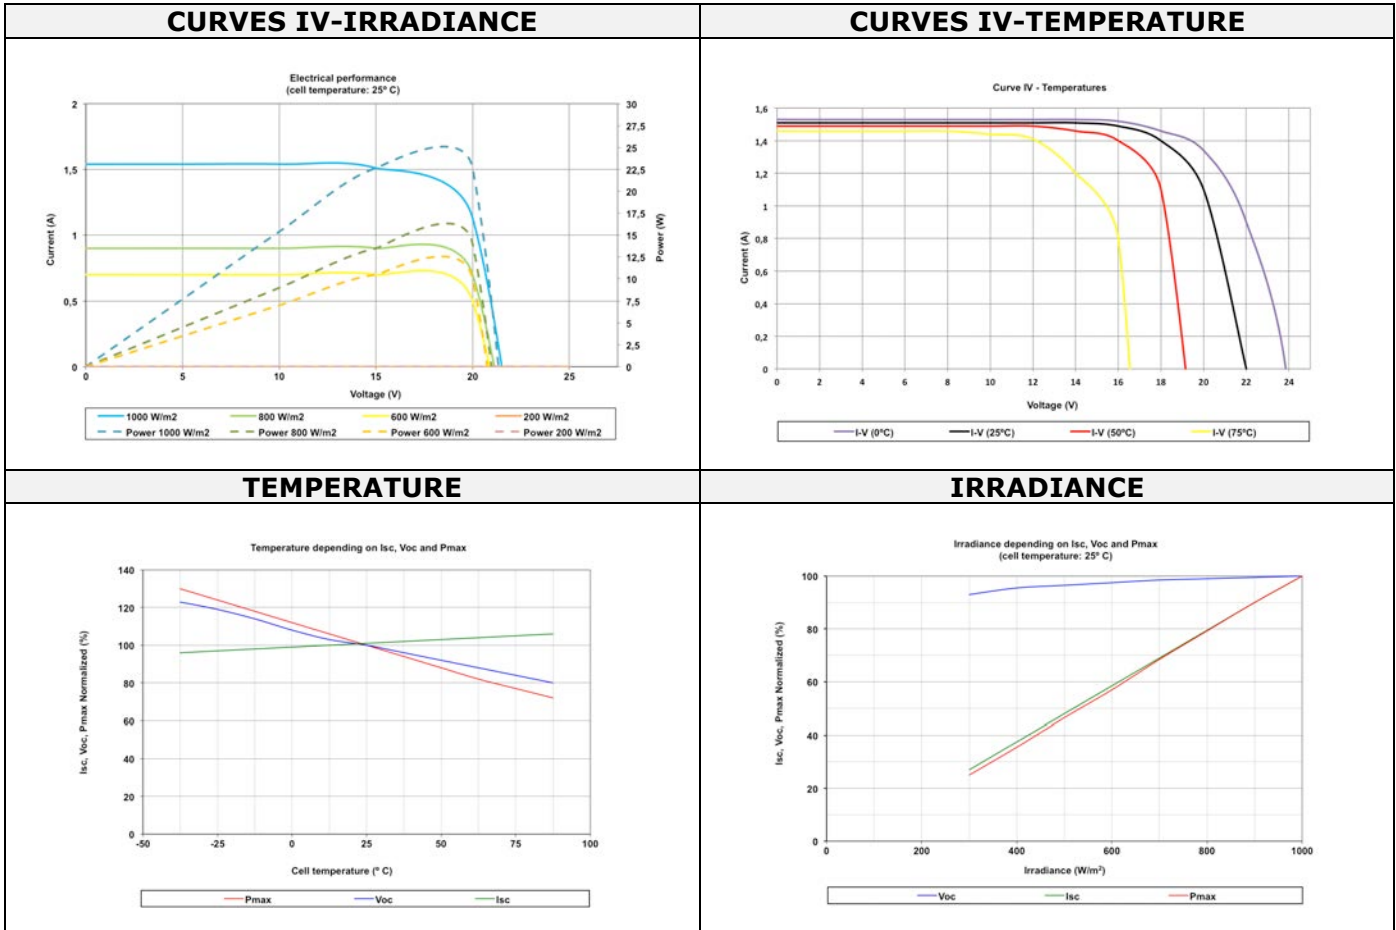 CURVES IV-IRRADIANCE
Electrical performance
(cell temperature: 25º C)
Current (A)
2
1,5
1
0,5
0
30
27,5
25
22,5
20
17,5
15
12,5
10
7,5
5
2,5
0
Power (W)
0 5 10 15 20 25
Voltage (V)
1000 W/m2 800 W/m2 600 W/m2 200 W/m2
Power 1000 W/m2 Power 800 W/m2 Power 600 W/m2 Power 200 W/m2
CURVES IV-TEMPERATURE
Curve IV - Temperatures
Current (A)
1,6
1,4
1,2
1
0,8
0,6
0,4
0,2
0
0 2 4 6 8 10 12 14 16 18 20 22 24
Voltage (V)
I-V (0ºC) I-V (25ºC) I-V (50ºC) I-V (75ºC)
TEMPERATURE
Temperature depending on Isc, Voc and Pmax
Isc, Voc, Pmax Normalized (%)
140
120
100
80
60
40
20
0
-50 -25 0 25 50 75 100
Cell temperature (º C)
Pmax Voc Isc
IRRADIANCE
Irradiance depending on Isc, Voc and Pmax
(cell temperature: 25º C)
Isc, Voc, Pmax Normalized (%)
100
80
60
40
20
0
0 200 400 600 800 1000
Irradiance (W/m²)
Voc Isc Pmax